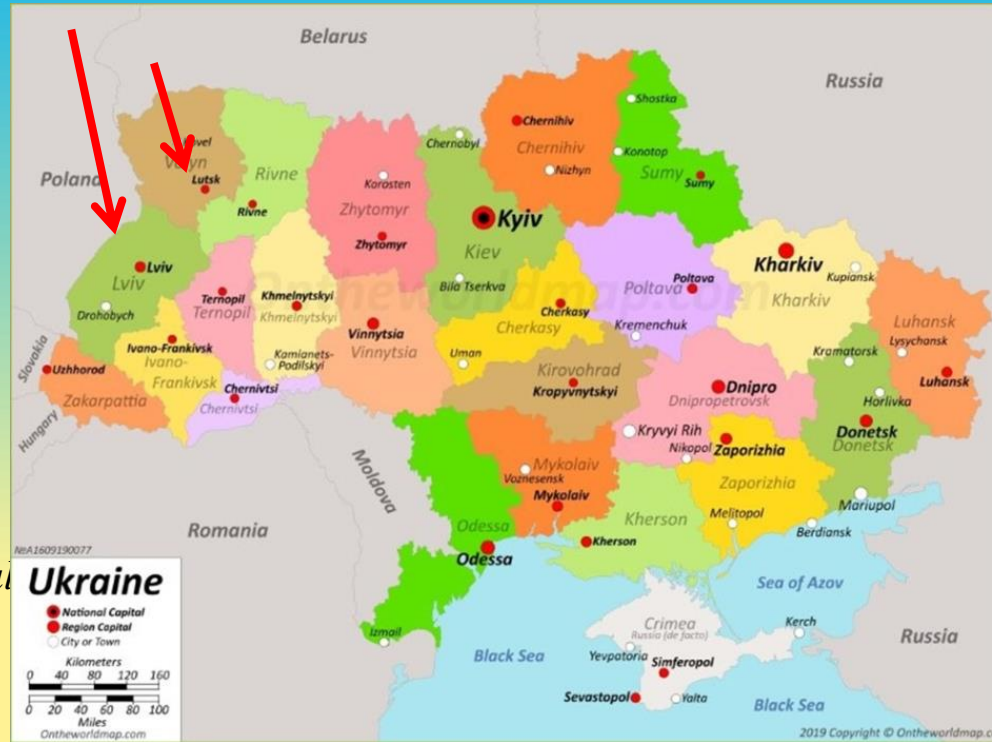 Belarus
Russia
Shostka
Chernihiv
Chernihiv
Chernobyl
Konotop
Nizhyn
Sumy
Sumy
Volyn
Lutsk
Rivne
Rivne
Poland
Korosten
Zhytomyr
Zhytomyr
Kyiv
Kiev
Bila Tserkva
Lviv
Lviv
Drohobych
Ternopil
Ternopil
Khmelnytskyi
Khmelnytskyi
Kamianets-
Podilskyi
Vinnytsia
Vinnytsia
Ontheworldmap.com
Cherkasy
Cherkasy
Uman
Poltava
Poltava
Kremenchuk
Kharkiv
Kharkiv
Kupiansk
Luhansk
Lysychansk
Luhansk
Kramatorsk
Horlivka
Donetsk
Donetsk
Mariupol
Slovakia
Uzhhorod
Zakarpattia
Hungary
Ivano-Frankivsk
Ivano-
Frankivsk
Chernivtsi
Chernivtsi
Kirovohrad
Kropyvnytskyi
Dnipro
Dnipropetrovsk
Kryvyi Rih
Nikopol
Zaporizhia
Zaporizhia
Melitopol
Berdiansk
Moldova
Romania
Mykolaiv
Voznesensk
Mykolaiv
Odessa
Odessa
Kherson
Kherson
Izmail
Sea of Azov
Crimea
Russia (de facto)
Kerch
Yevpatoria
Simferopol
Sevastopol
Yalta
Black Sea
Black Sea
Russia
№A1609190077
Ukraine
National Capital
Region Capital
City or Town
Kilometers
0 40 80 120 160
0 20 40 60 80 100
Miles
Ontheworldmap.com
2019 Copyright © Ontheworldmap.co